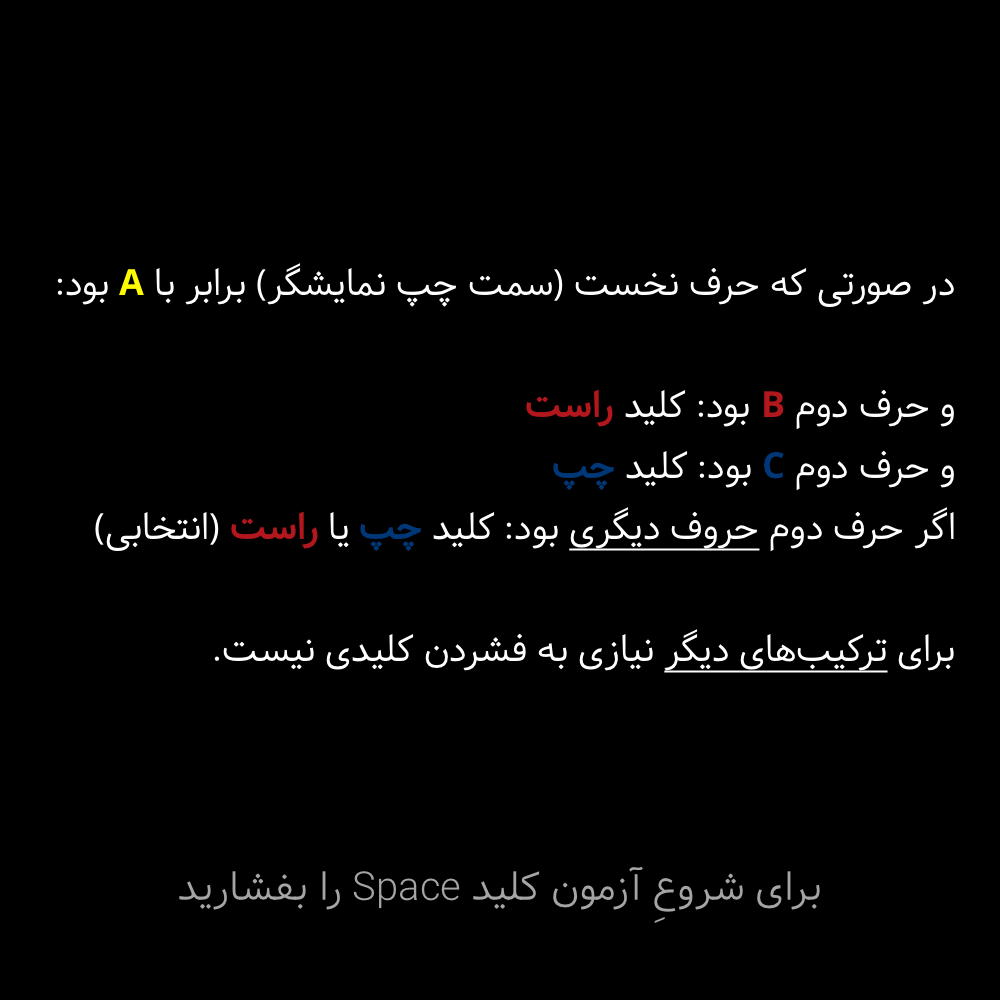 در صورتی که حرف نخست (سمت چپ نمایشگر) برابر با A بود:
و حرف دوم B بود: کلید راست
و حرف دوم C بود: کلید چپ
اگر حرف دوم حروف دیگری بود: کلید چپ یا راست (انتخابی)
برای ترکیب‌های دیگر نیازی به فشردن کلیدی نیست.
برای شروعِ آزمون کلید Space را بفشارید